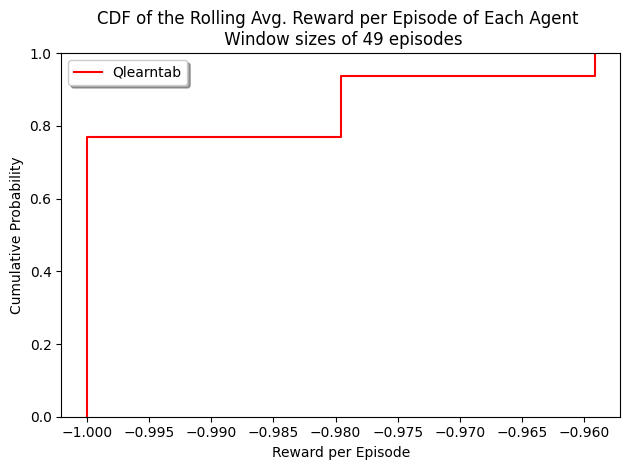 CDF of the Rolling Avg. Reward per Episode of Each Agent
Window sizes of 49 episodes
Qlearntab
Cumulative Probability
1.0
0.8
0.6
0.4
0.2
0.0
−1.000 −0.995 −0.990 −0.985 −0.980 −0.975 −0.970 −0.965 −0.960
Reward per Episode